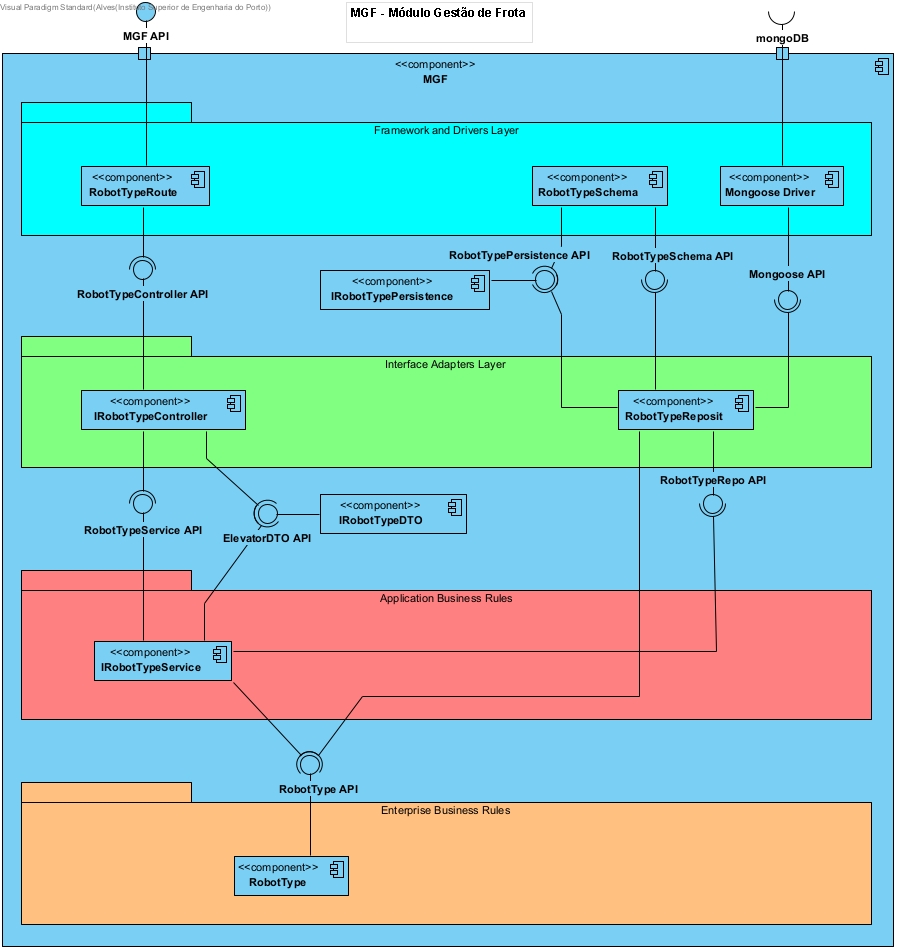 Visual Paradigm Standard(Alves(Instituto Superior de Engenharia do Porto))
MGF - Módulo Gestão de Frota
MGF API
mongoDB
<<component>>
MGF
Framework and Drivers Layer
<<component>>
RobotTypeRoute
<<component>>
RobotTypeSchema
<<component>>
Mongoose Driver
RobotTypePersistence API
RobotTypeSchema API
Mongoose API
<<component>>
IRobotTypePersistence
RobotTypeController API
Interface Adapters Layer
<<component>>
IRobotTypeController
<<component>>
RobotTypeReposit
RobotTypeRepo API
<<component>>
IRobotTypeDTO
RobotTypeService API
ElevatorDTO API
Application Business Rules
<<component>>
IRobotTypeService
RobotType API
Enterprise Business Rules
<<component>>
RobotType